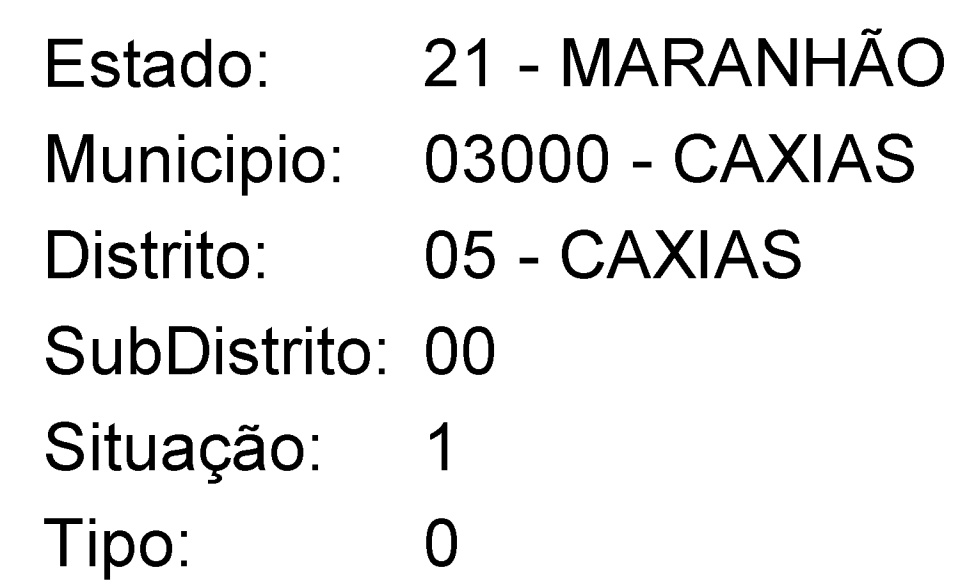 Estado: 21 - MARANHÃO
Municipio: 03000 - CAXIAS
Distrito: 05 - CAXIAS
SubDistrito: 00
Situação: 1
Tipo: 0